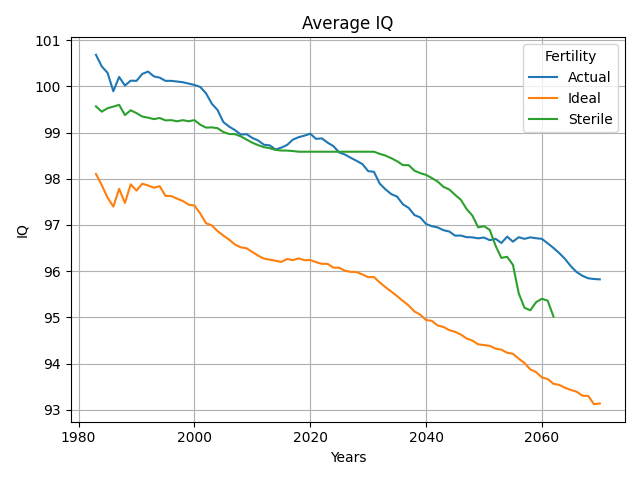 Average IQ
101
100
99
98
97
96
95
94
93
IQ
1980
2000
2020
2040
2060
Years
Fertility
Actual
Ideal
Sterile